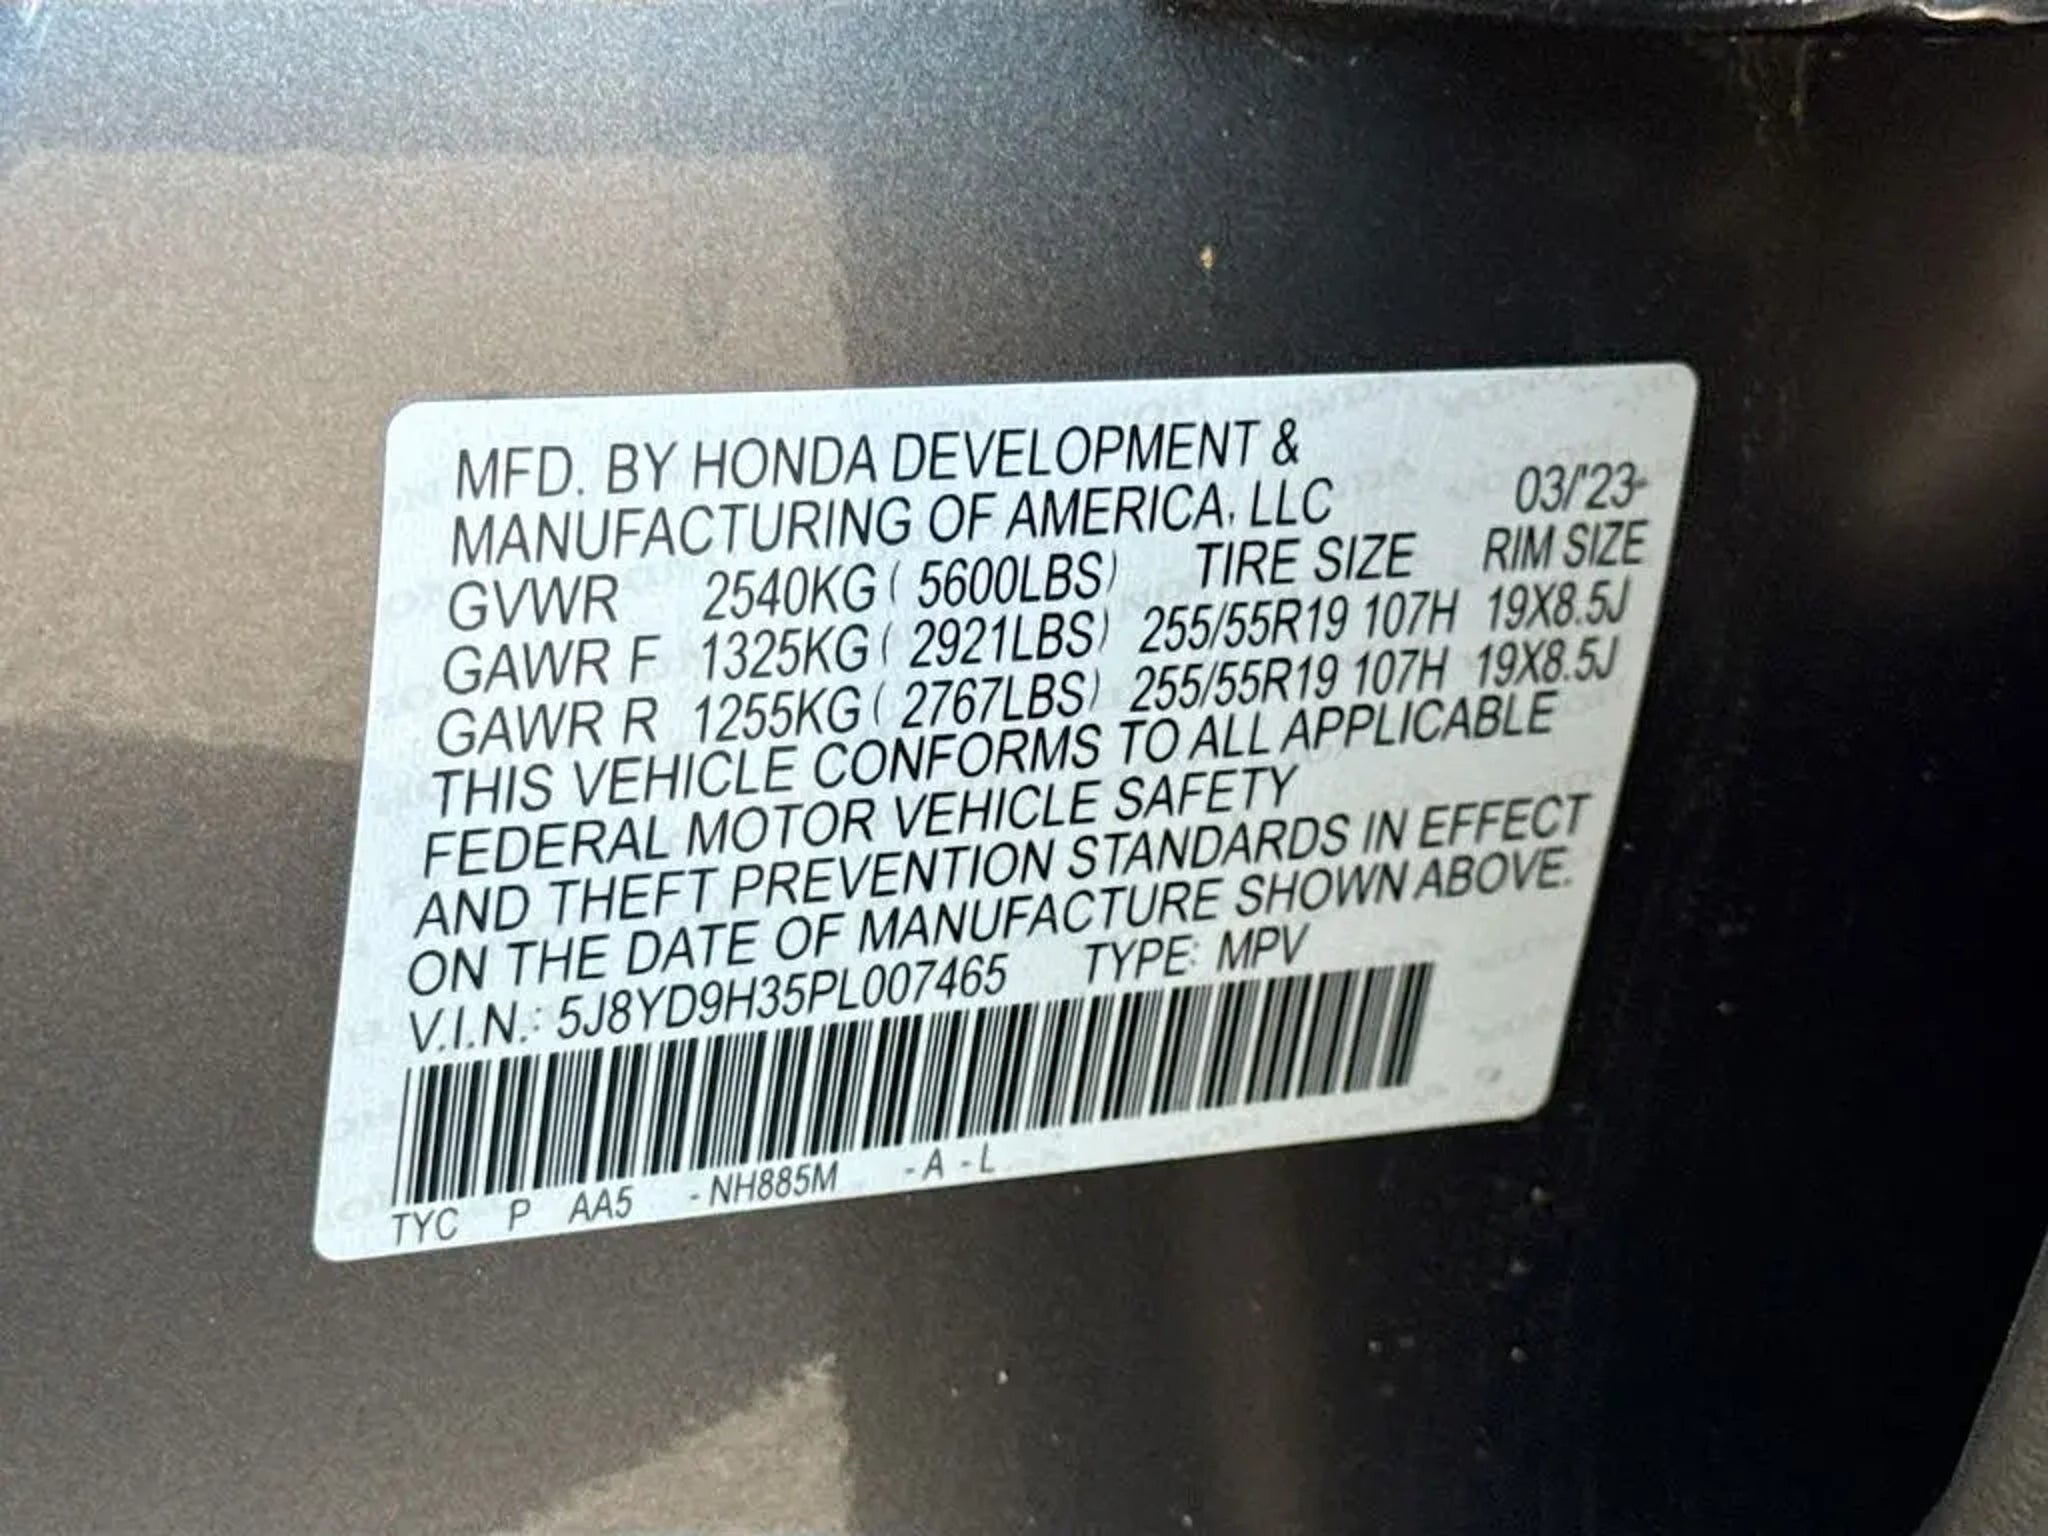 MFD. BY HONDA DEVELOPMENT &
MANUFACTURING OF AMERICA, LLC 03/'23
GVWR 2540KG ( 5600LBS) TIRE SIZE RIM SIZE
GAWR F 1325KG ( 2921LBS) 255/55R19 107H 19X8.5J
GAWR R 1255KG ( 2767LBS) 255/55R19 107H 19X8.5J
THIS VEHICLE CONFORMS TO ALL APPLICABLE
FEDERAL MOTOR VEHICLE SAFETY
AND THEFT PREVENTION STANDARDS IN EFFECT
ON THE DATE OF MANUFACTURE SHOWN ABOVE.
V.I.N.: 5J8YD9H35PL007465 TYPE: MPV
TYC P AA5 -NH885M -A -L